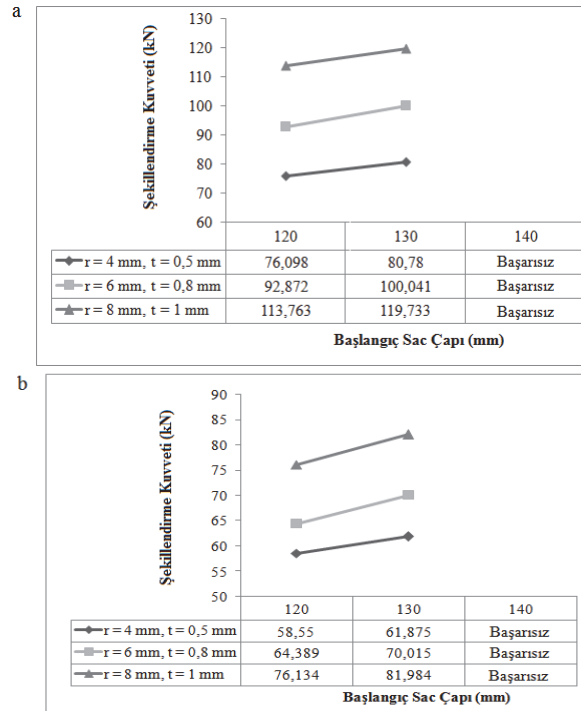 a
Şekillendirme Kuvveti (kN)
130
120
110
100
90
80
70
60
120 130 140
r = 4 mm, t = 0,5 mm 76,098 80,78 Başarısız
r = 6 mm, t = 0,8 mm 92,872 100,041 Başarısız
r = 8 mm, t = 1 mm 113,763 119,733 Başarısız
Başlangıç Sac Çapı (mm)
b
Şekillendirme Kuvveti (kN)
90
85
80
75
70
65
60
55
50
120 130 140
r = 4 mm, t = 0,5 mm 58,55 61,875 Başarısız
r = 6 mm, t = 0,8 mm 64,389 70,015 Başarısız
r = 8 mm, t = 1 mm 76,134 81,984 Başarısız
Başlangıç Sac Çapı (mm)